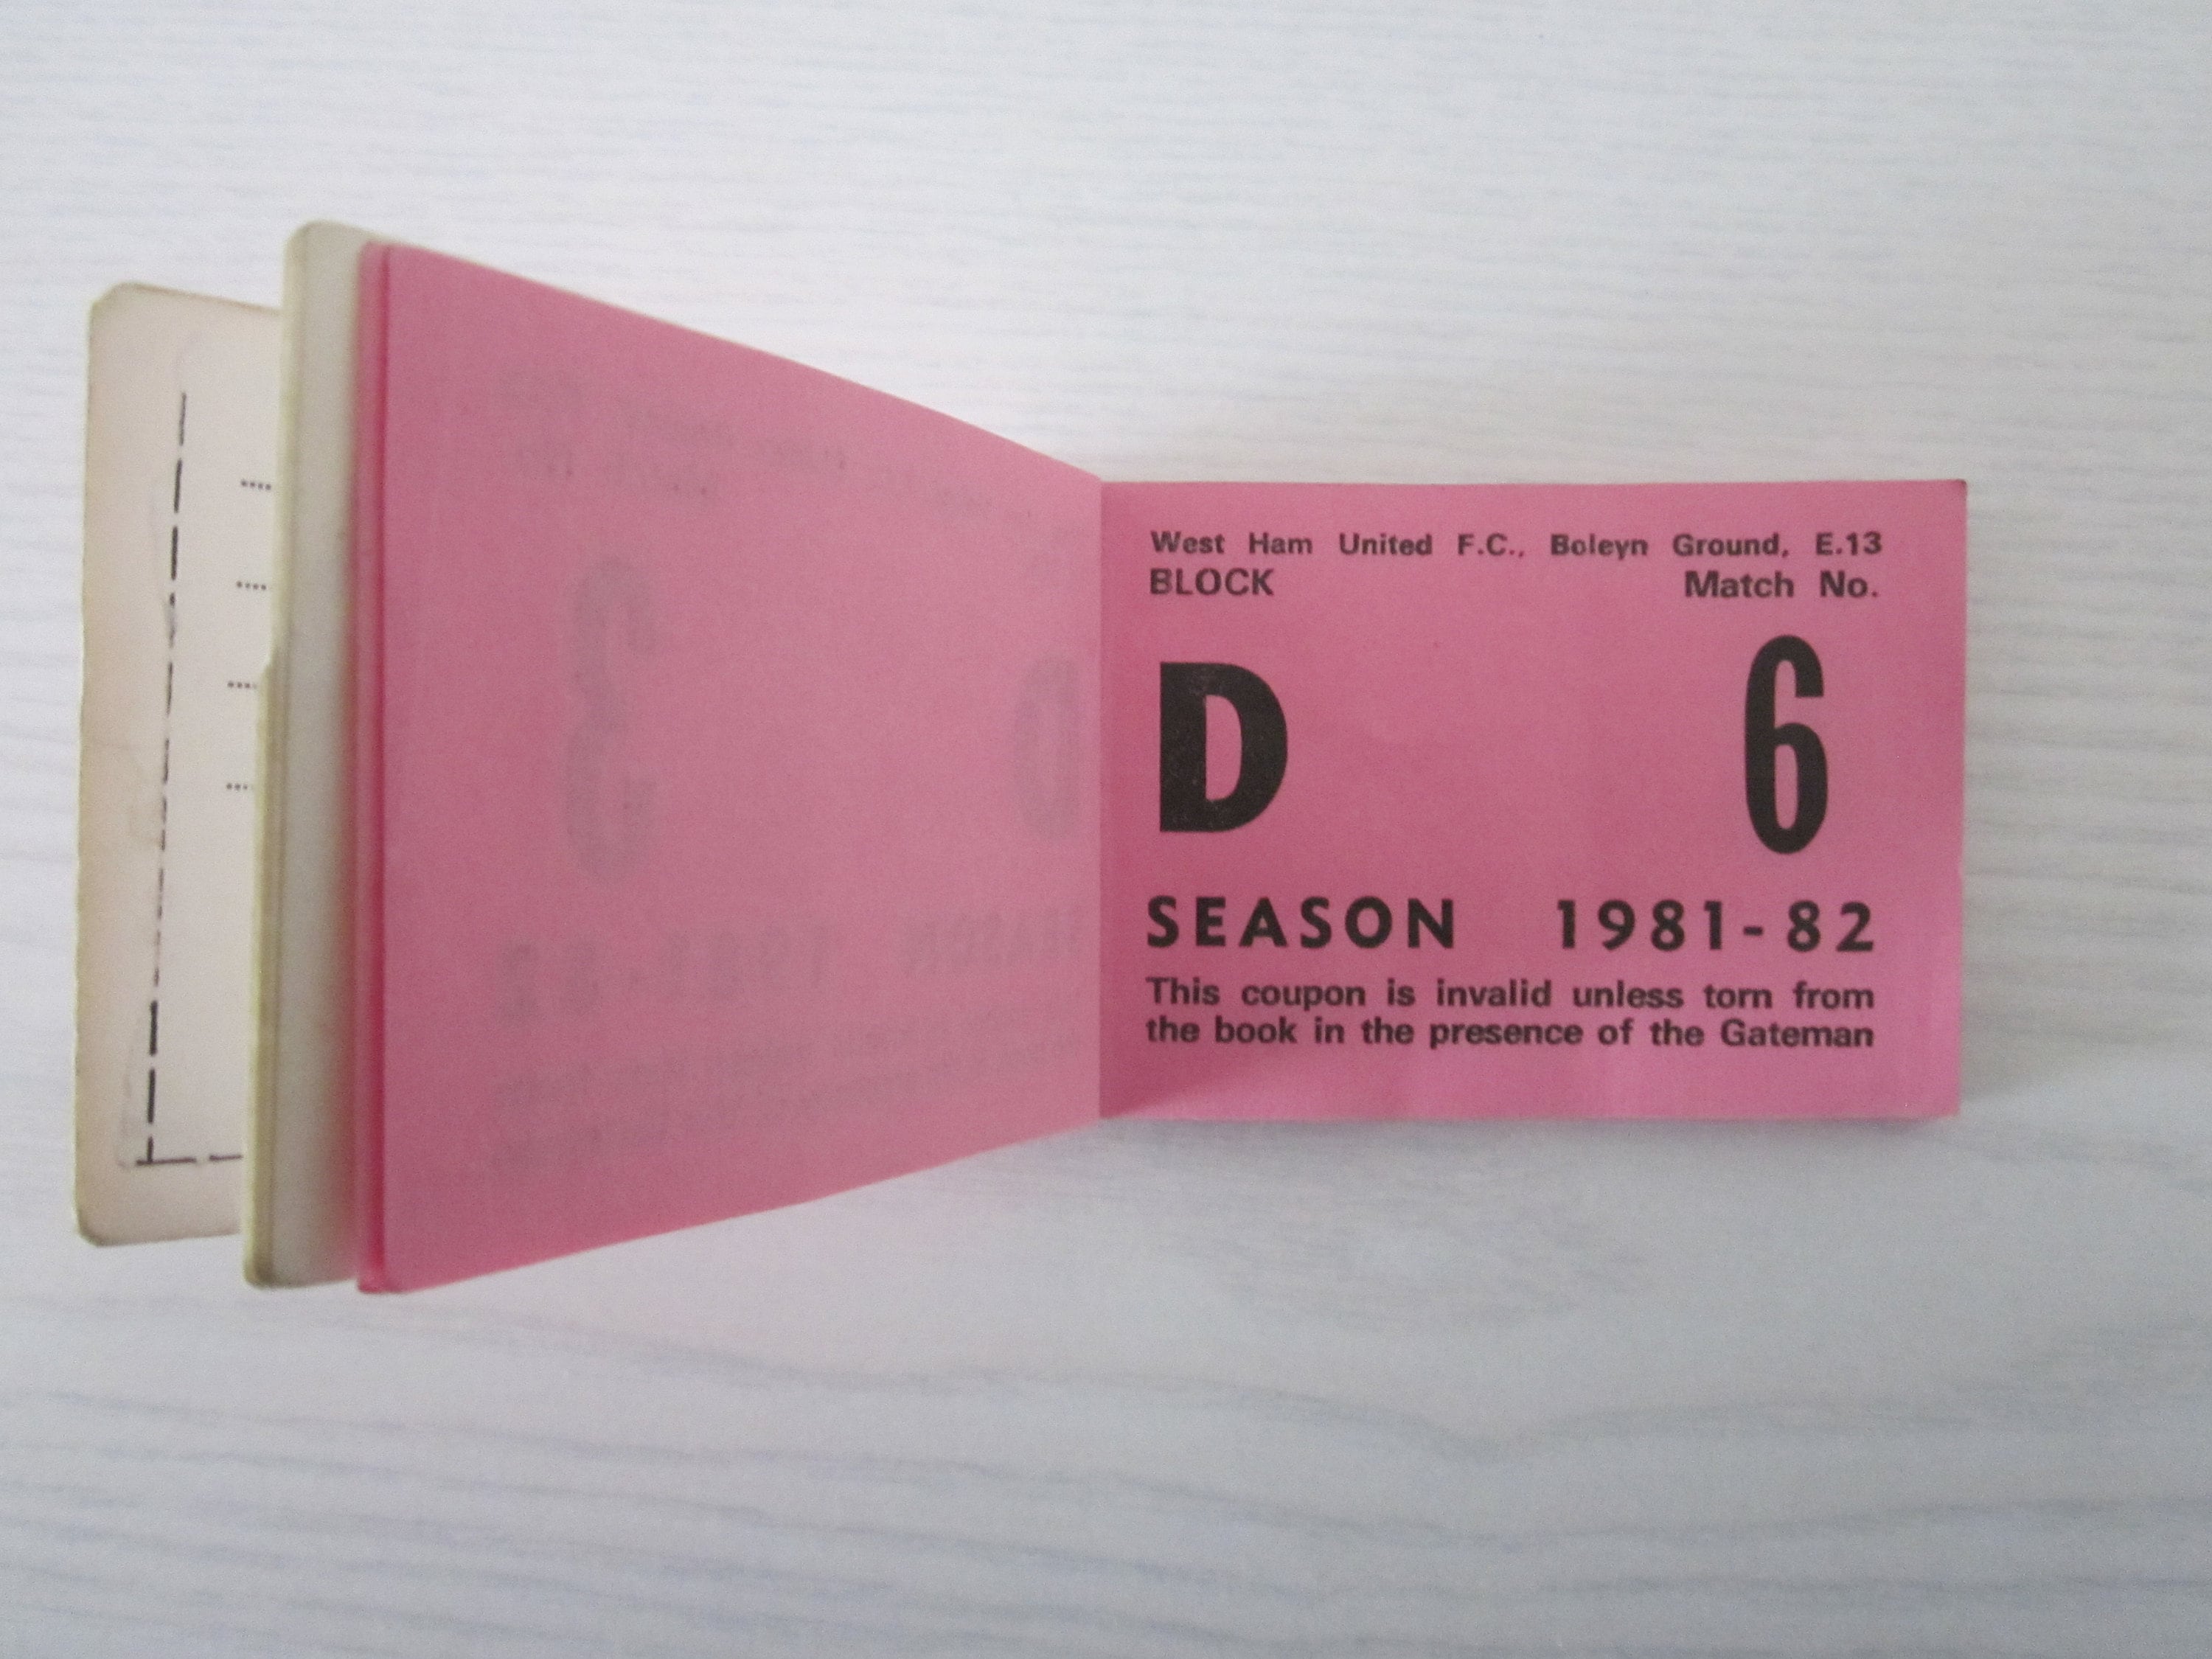 West Ham United F.C., Boleyn Ground, E.13
BLOCK Match No.
D 6
SEASON 1981-82
This coupon is invalid unless torn from
the book in the presence of the Gateman